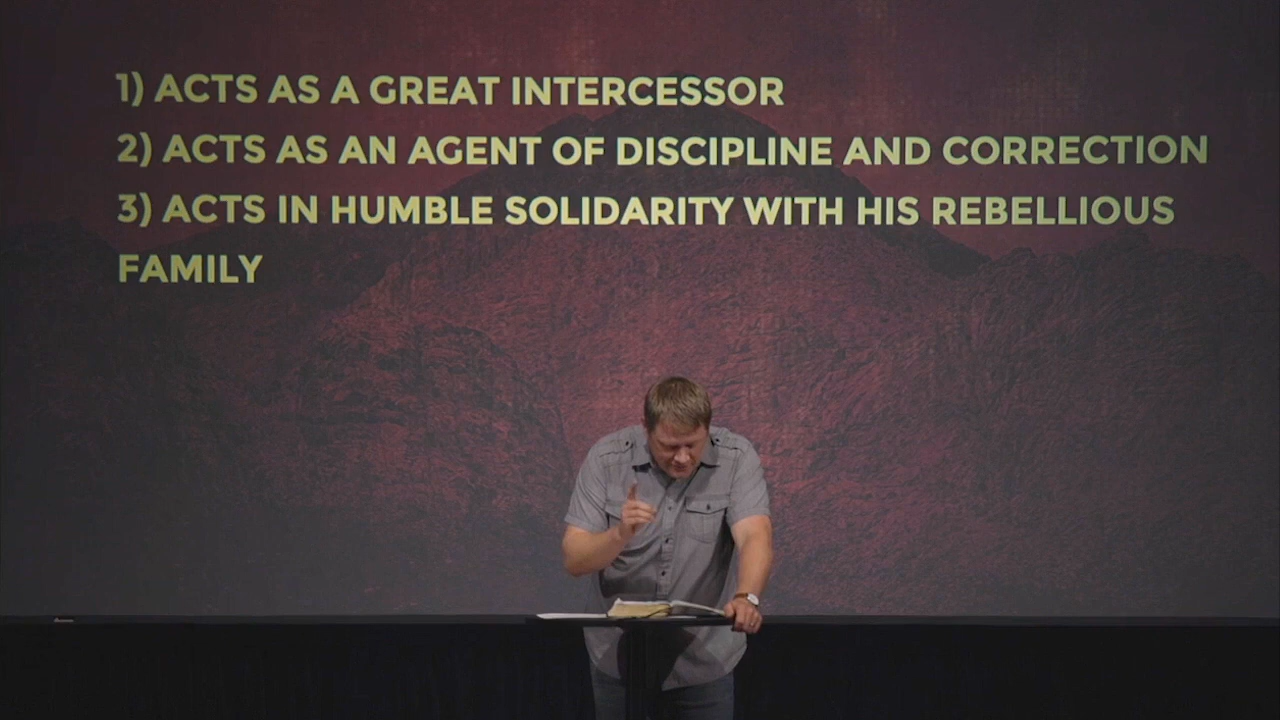 1) ACTS AS A GREAT INTERCESSOR
2) ACTS AS AN AGENT OF DISCIPLINE AND CORRECTION
3) ACTS IN HUMBLE SOLIDARITY WITH HIS REBELLIOUS
FAMILY